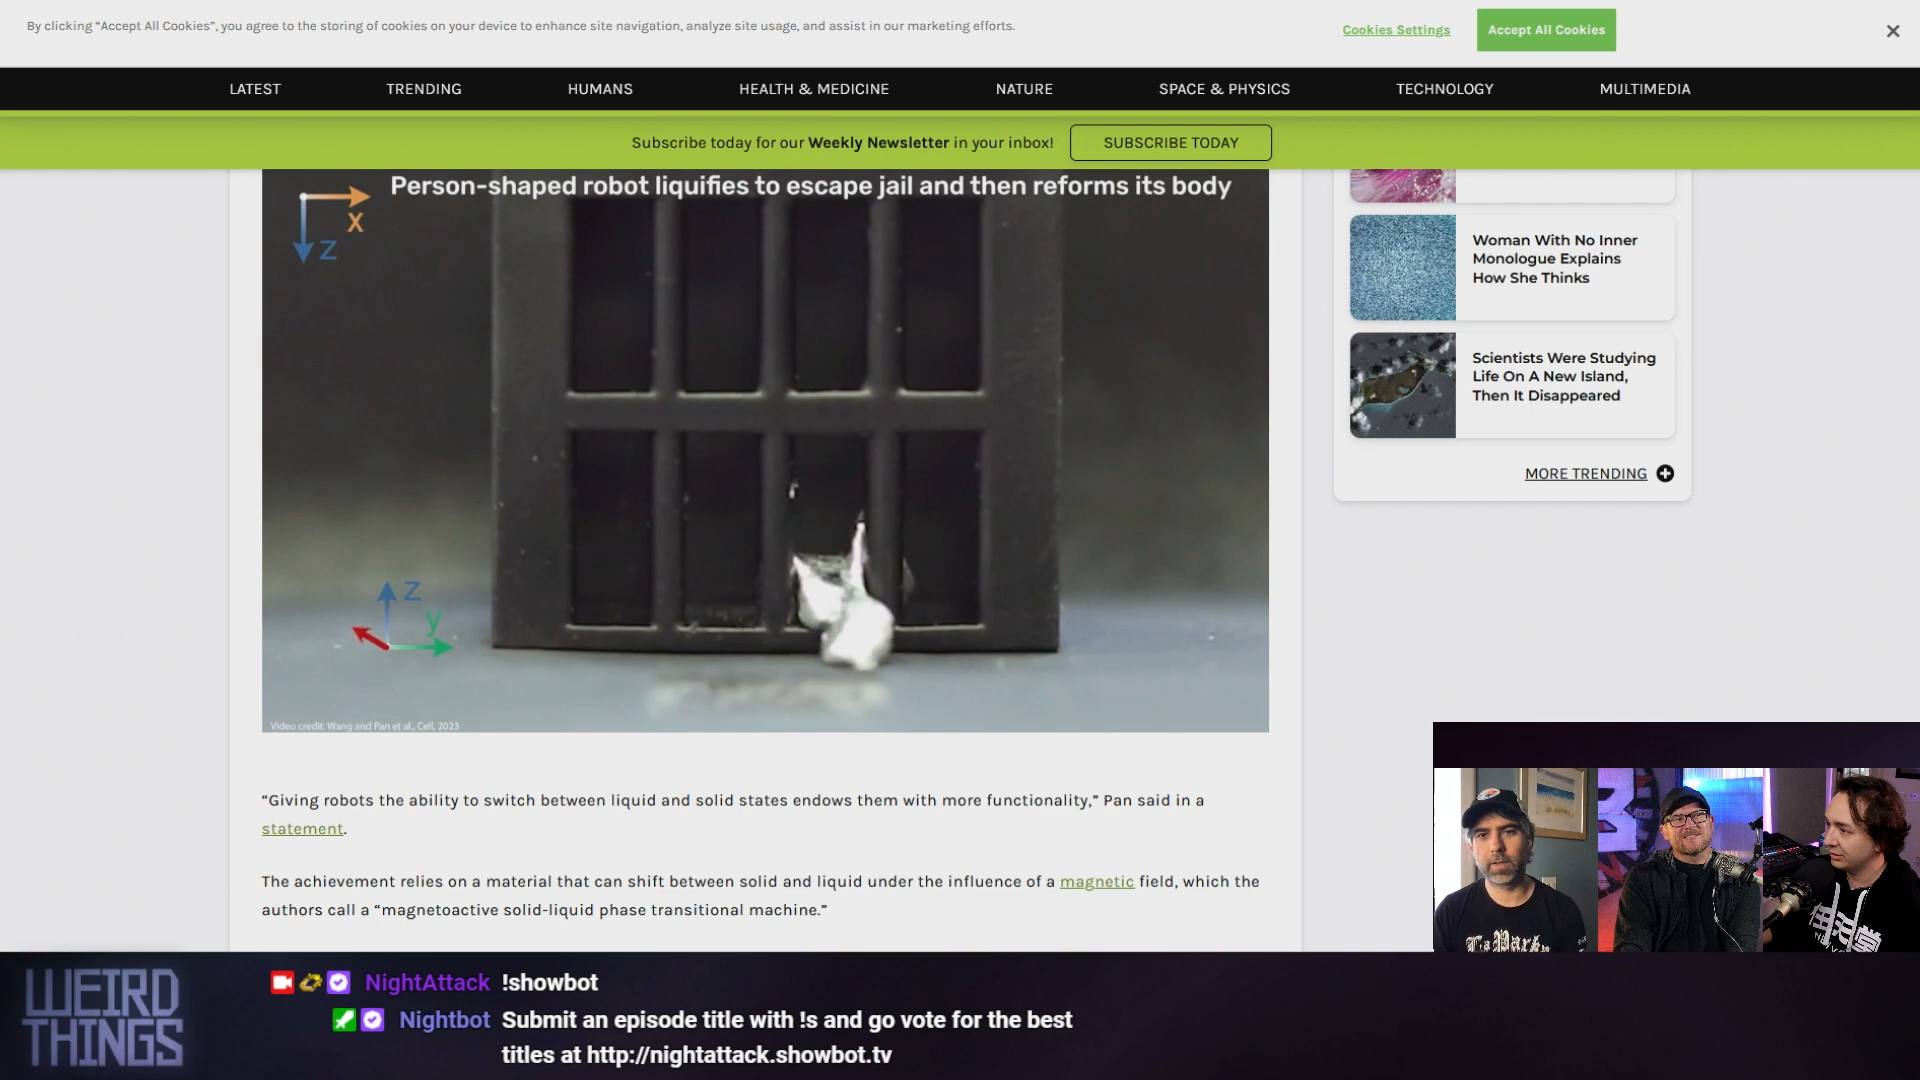 By clicking “Accept All Cookies”, you agree to the storing of cookies on your device to enhance site navigation, analyze site usage, and assist in our marketing efforts.
Cookies Settings
Accept All Cookies
LATEST
TRENDING
HUMANS
HEALTH & MEDICINE
NATURE
SPACE & PHYSICS
TECHNOLOGY
MULTIMEDIA
Subscribe today for our Weekly Newsletter in your inbox!
SUBSCRIBE TODAY
Person-shaped robot liquifies to escape jail and then reforms its body
X
Z
Z
y
Video credit: Wang and Pan et al., Cell, 2023
Woman With No Inner
Monologue Explains
How She Thinks
Scientists Were Studying
Life On A New Island,
Then It Disappeared
MORE TRENDING
“Giving robots the ability to switch between liquid and solid states endows them with more functionality,” Pan said in a
statement.
The achievement relies on a material that can shift between solid and liquid under the influence of a magnetic field, which the
authors call a “magnetoactive solid-liquid phase transitional machine.”
WEIRD
THINGS
NightAttack !showbot
Nightbot Submit an episode title with !s and go vote for the best
titles at http://nightattack.showbot.tv